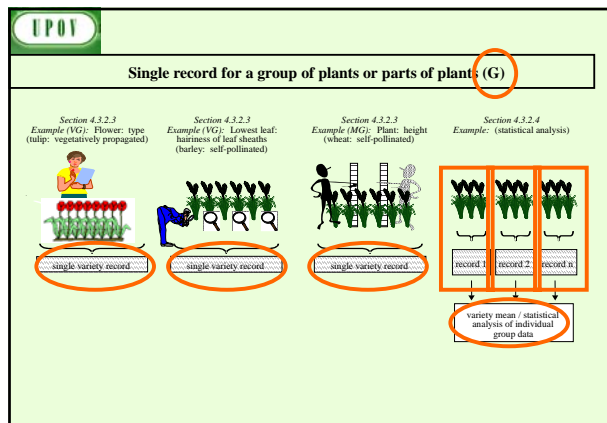 UPOV
Single record for a group of plants or parts of plants (G)
Section 4.3.2.3
Example (VG): Flower: type
(tulip: vegetatively propagated)
single variety record
Section 4.3.2.3
Example (VG): Lowest leaf:
hairiness of leaf sheaths
(barley: self-pollinated)
single variety record
Section 4.3.2.3
Example (MG): Plant: height
(wheat: self-pollinated)
single variety record
Section 4.3.2.4
Example: (statistical analysis)
record 1
record 2
record n
variety mean / statistical
analysis of individual
group data